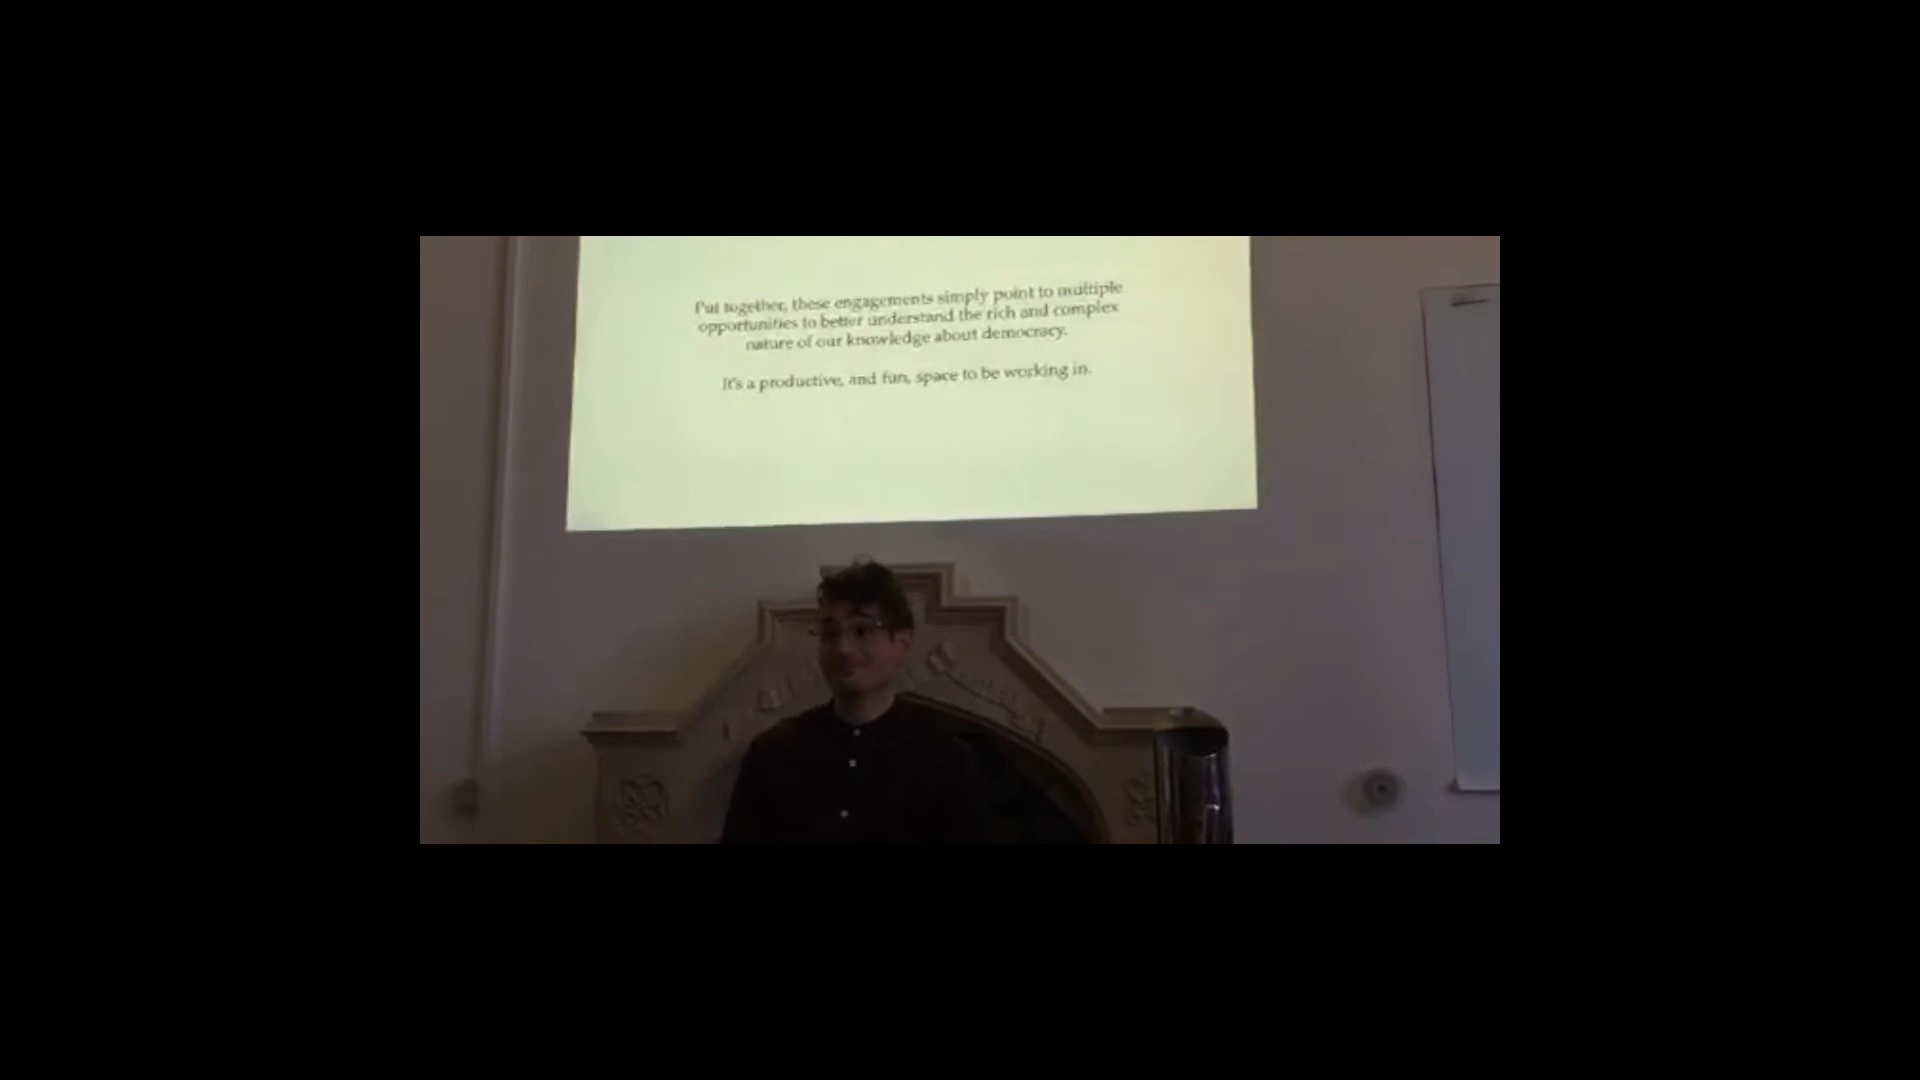 Put together, these engagements simply point to multiple
opportunities to better understand the rich and complex
nature of our knowledge about democracy.
It's a productive, and fun, space to be working in.